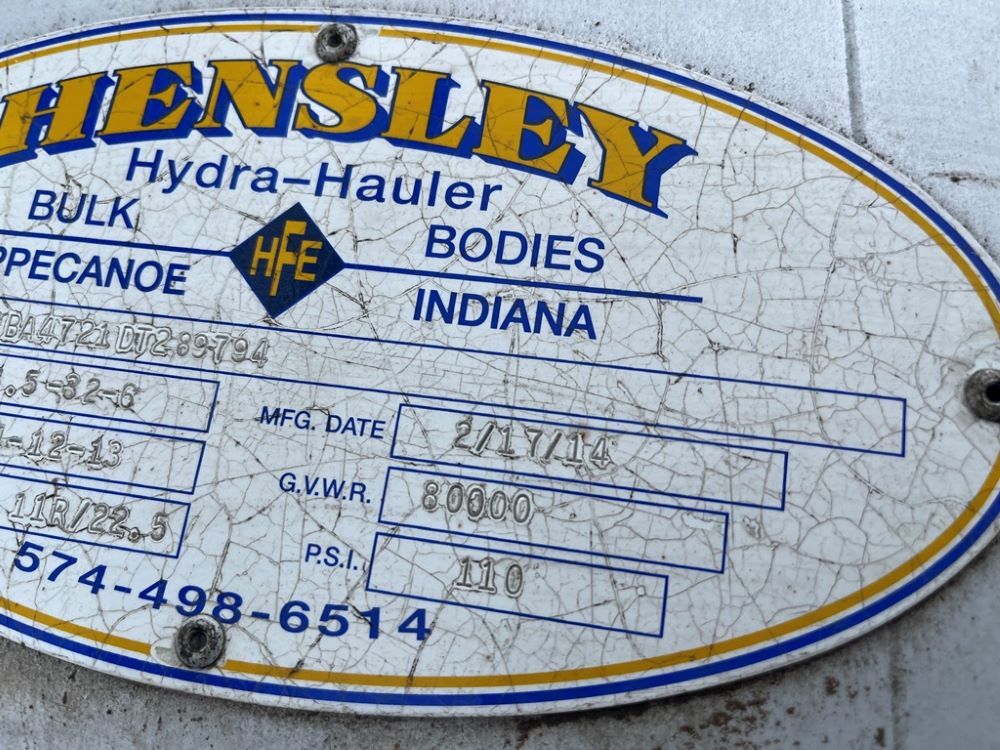 HENSLEY
Hydra-Hauler
BULK HFE BODIES
PPECANOE INDIANA
BA4721DT289794
.5-32-6 MFG. DATE 2/17/14
-12-13 G.V.W.R. 80000
11R/22.5 P.S.I. 110
574-498-6514